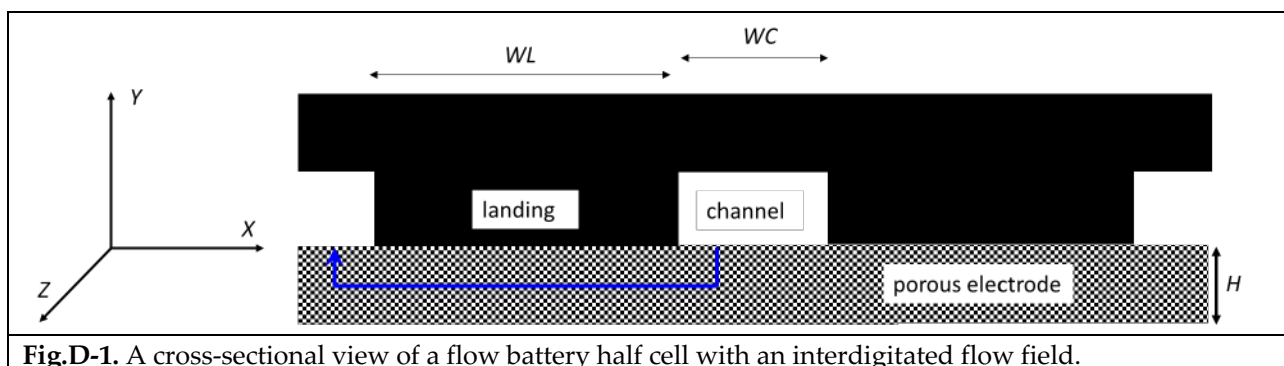 WL
WC
Y
X
Z
landing
channel
porous electrode
H
Fig.D-1. A cross-sectional view of a flow battery half cell with an interdigitated flow field.